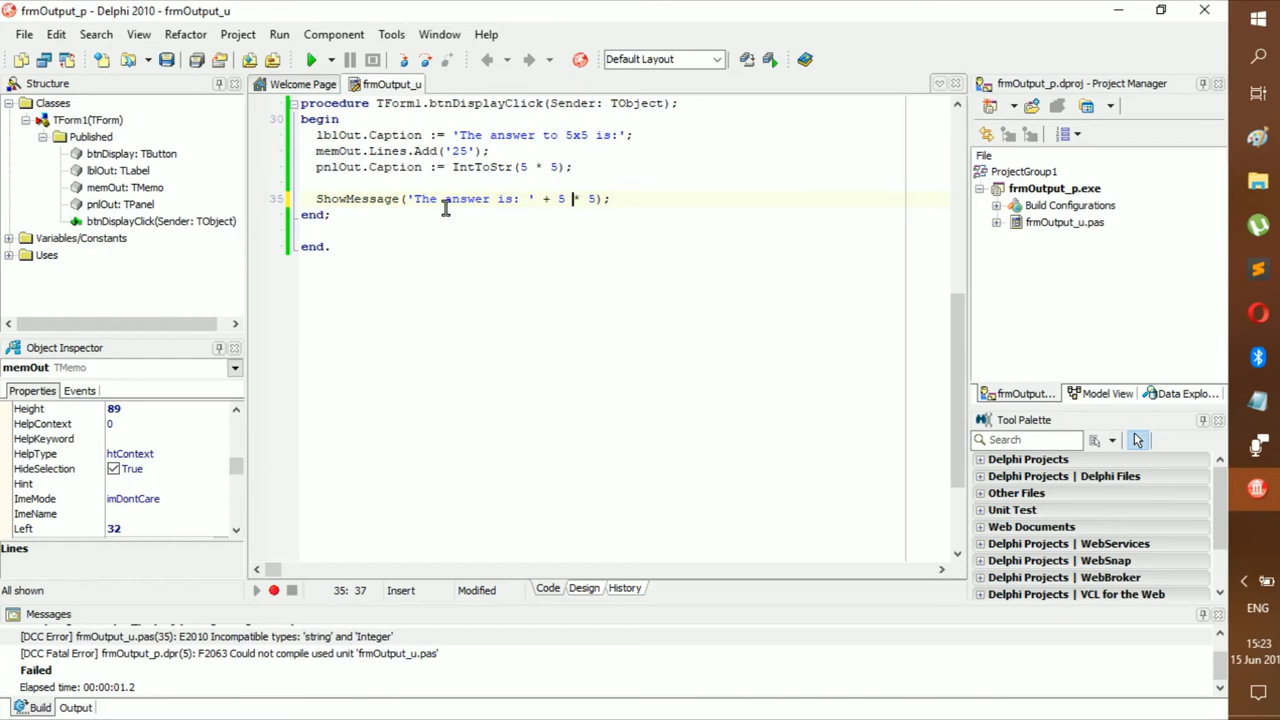 frmOutput_p - Delphi 2010 - frmOutput_u
File Edit Search View Refactor Project Run Component Tools Window Help
Default Layout
Structure
Classes
TForm1(TForm)
Published
btnDisplay: TButton
lblOut: TLabel
memOut: TMemo
pnlOut: TPanel
btnDisplayClick(Sender: TObject)
Variables/Constants
Uses
Object Inspector
memOut TMemo
Properties Events
Height 89
HelpContext 0
HelpKeyword
HelpType htContext
HideSelection True
Hint
ImeMode imDontCare
ImeName
Left 32
Lines
All shown
Welcome Page frmOutput_u
procedure TForm1.btnDisplayClick(Sender: TObject);
30 begin
lblOut.Caption := 'The answer to 5x5 is:';
memOut.Lines.Add('25');
pnlOut.Caption := IntToStr(5 * 5);
35 ShowMessage('The answer is: ' + 5 * 5);
end;
end.
35: 37 Insert Modified Code Design History
frmOutput_p.dproj - Project Manager
File
ProjectGroup1
frmOutput_p.exe
Build Configurations
frmOutput_u.pas
frmOutput... Model View Data Explo...
Tool Palette
Search
Delphi Projects
Delphi Projects | Delphi Files
Other Files
Unit Test
Web Documents
Delphi Projects | WebServices
Delphi Projects | WebSnap
Delphi Projects | WebBroker
Delphi Projects | VCL for the Web
Messages
[DCC Error] frmOutput_u.pas(35): E2010 Incompatible types: 'string' and 'Integer'
[DCC Fatal Error] frmOutput_p.dpr(5): F2063 Could not compile used unit 'frmOutput_u.pas'
Failed
Elapsed time: 00:00:01.2
Build Output
ENG
15:23
15 Jun 201